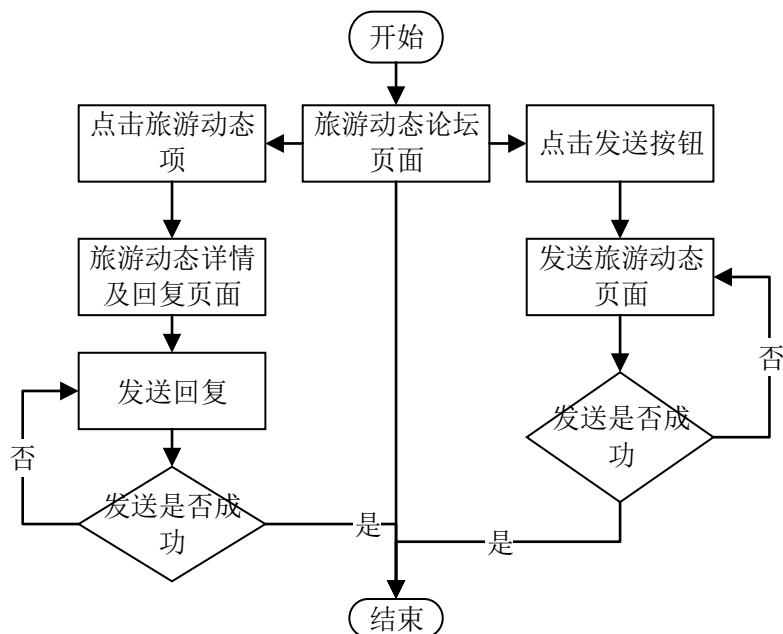 开始
点击旅游动态
项
旅游动态论坛
页面
点击发送按钮
旅游动态详情
及回复页面
发送旅游动态
页面
否
发送回复
发送是否成
功
否
发送是否成
功
是
是
结束